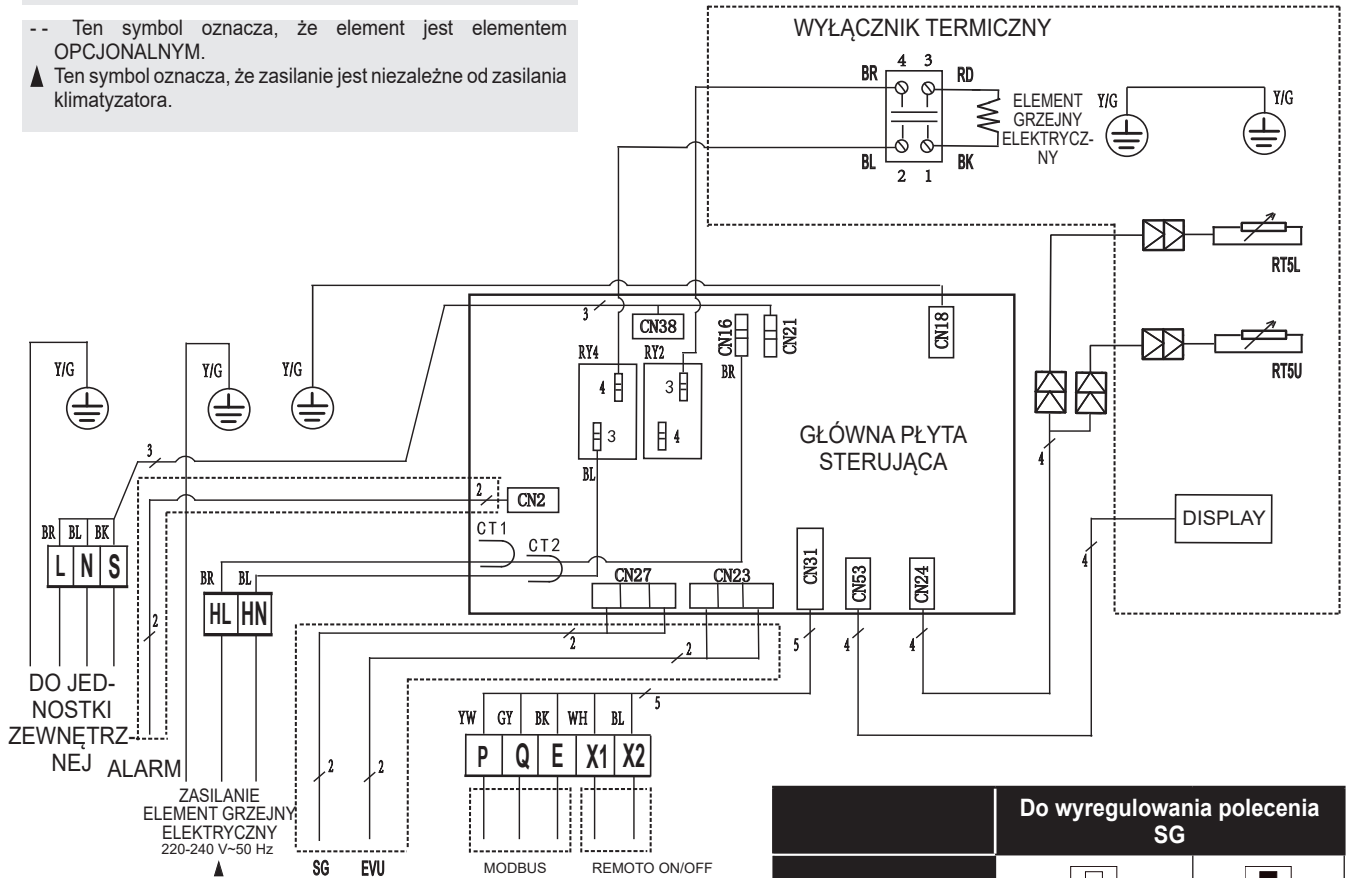 -- Ten symbol oznacza, że element jest elementem
OPCJONALNYM.
▲ Ten symbol oznacza, że zasilanie jest niezależne od zasilania
klimatyzatora.
WYŁĄCZNIK TERMICZNY
4 3
BR RD
ELEMENT
GRZEJNY
ELEKTRYCZ-
NY
Y/G Y/G
BL BK
2 1
RT5L
RT5U
3
CN38
CN16
CN21
CN18
RY4 RY2
BR
4 3
3 4
BL
GŁÓWNA PŁYTA
STERUJĄCA
Y/G Y/G Y/G
3
2
CN2
CT1
CT2
CN27 CN23
CN31
CN53
CN24
4
DISPLAY
4
BR BL BK
L N S
BR BL
HL HN
2
2
2
5 4 4
5
DO JED-
NOSTKI
ZEWNĘTRZ-
NEJ
ALARM
ZASILANIE
ELEMENT GRZEJNY
ELEKTRYCZNY
220-240 V~50 Hz
▲
2 2
SG EVU
YW GY BK WH BL
P Q E X1 X2
MODBUS REMOTO ON/OFF
Do wyregulowania polecenia
SG